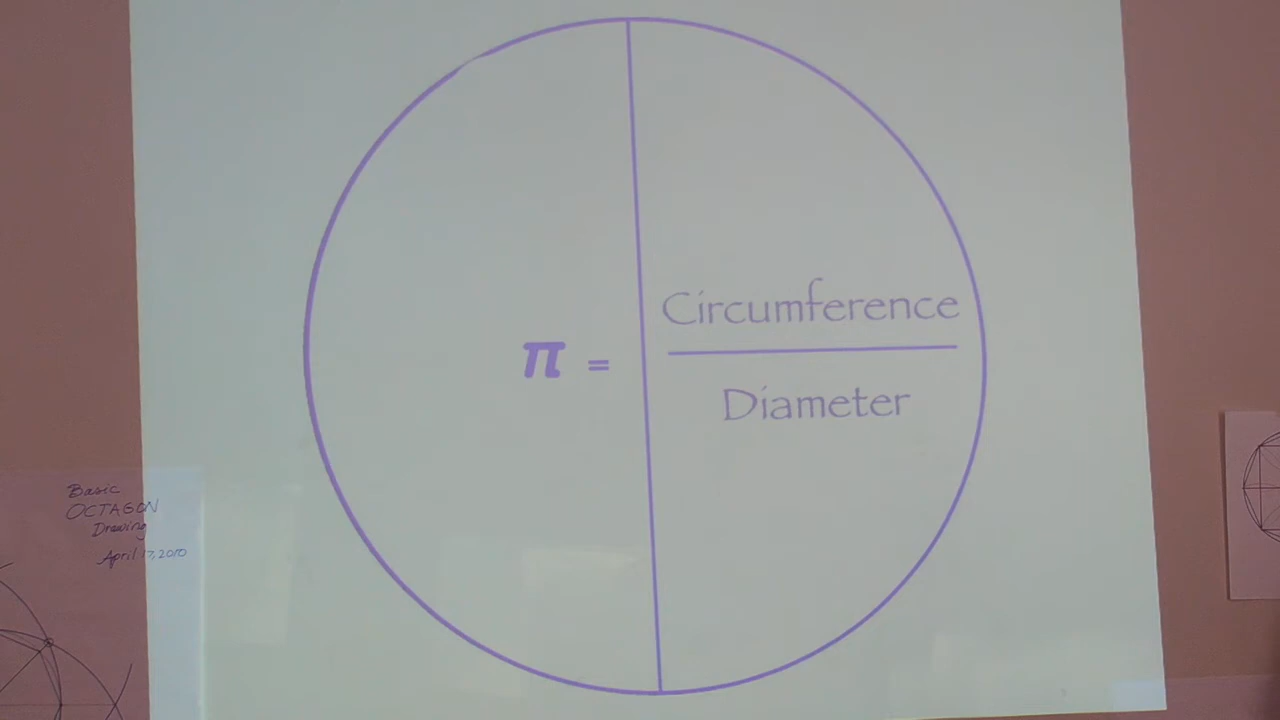 π =
Circumference
Diameter
Basic
OCTAGON
Drawing
April 17, 2010